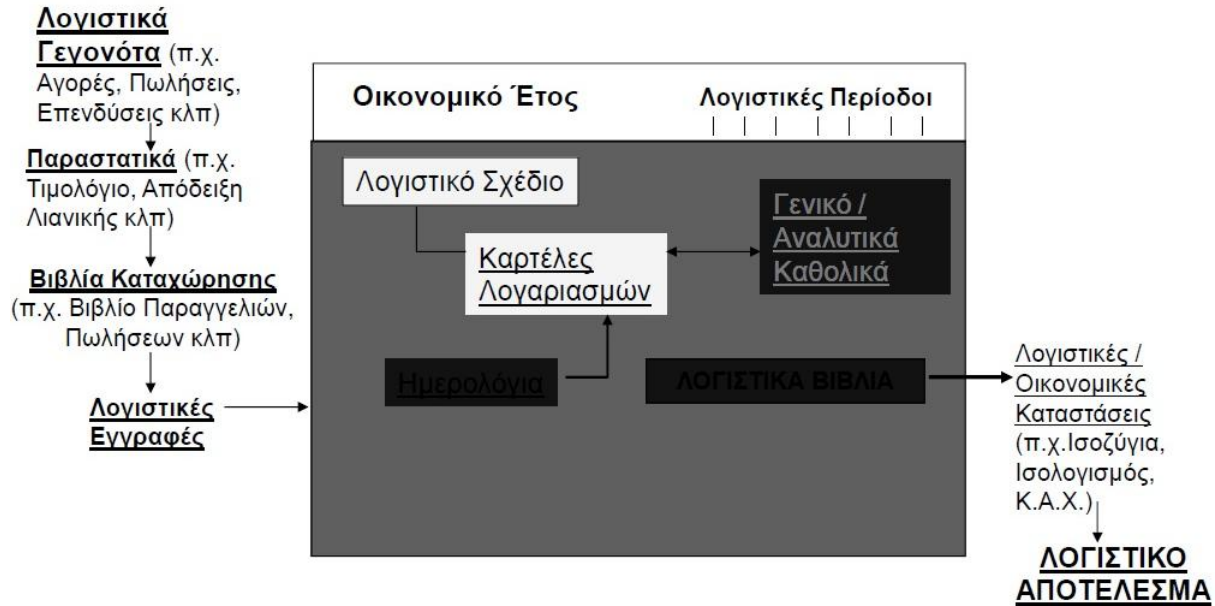 Λογιστικά
Γεγονότα (π.χ.
Αγορές, Πωλήσεις,
Επενδύσεις κλπ)
Παραστατικά (π.χ.
Τιμολόγιο, Απόδειξη
Λιανικής κλπ)
Βιβλία Καταχώρησης
(π.χ. Βιβλίο Παραγγελιών,
Πωλήσεων κλπ)
Λογιστικές
Εγγραφές
Οικονομικό Έτος
Λογιστικές Περίοδοι
Λογιστικό Σχέδιο
Καρτέλες
Λογαριασμών
Γενικό /
Αναλυτικά
Καθολικά
Ημερολόγια
ΛΟΓΙΣΤΙΚΑ ΒΙΒΛΙΑ
Λογιστικές /
Οικονομικές
Καταστάσεις
(π.χ.Ισοζύγια,
Ισολογισμός,
Κ.Α.Χ.)
ΛΟΓΙΣΤΙΚΟ
ΑΠΟΤΕΛΕΣΜΑ